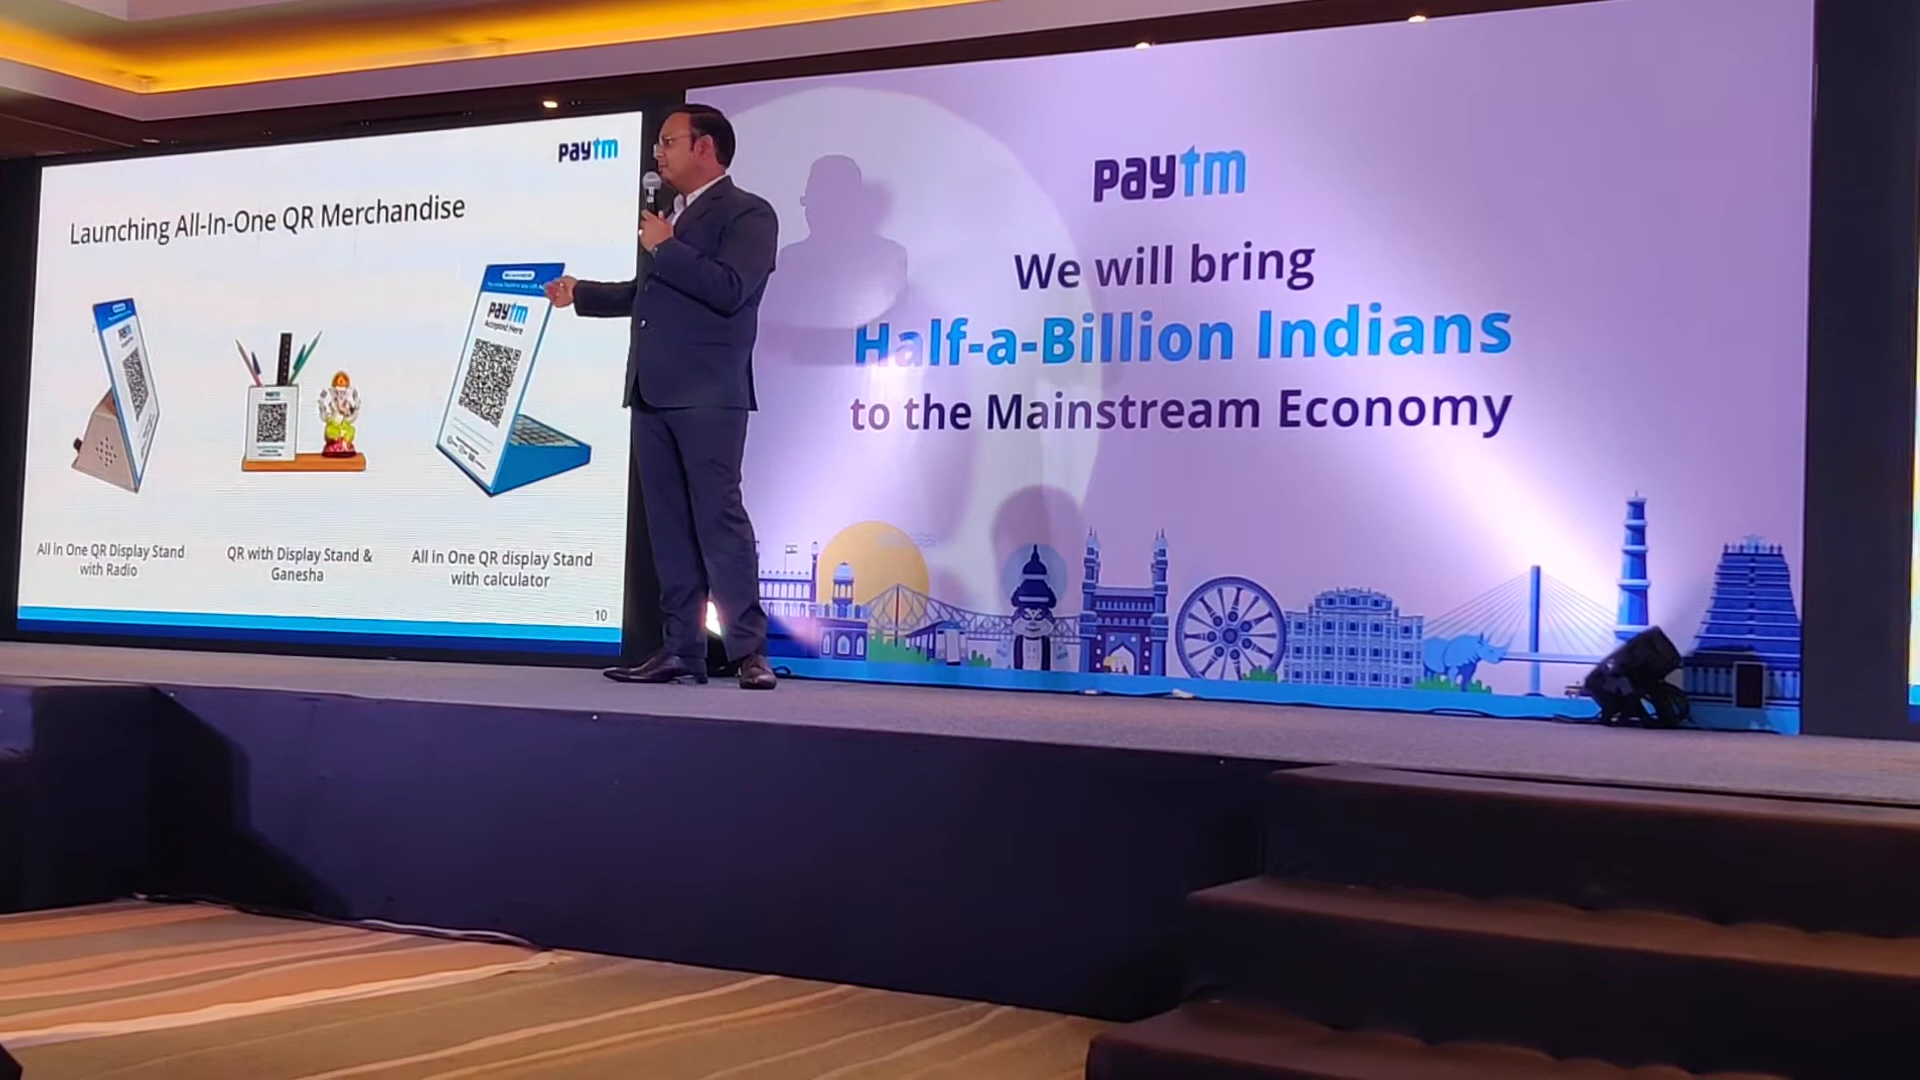 paytm
Launching All-In-One QR Merchandise
paytm
Accepted Here
All in One QR Display Stand
with Radio
QR with Display Stand &
Ganesha
All in One QR display Stand
with calculator
10
paytm
We will bring
Half-a-Billion Indians
to the Mainstream Economy